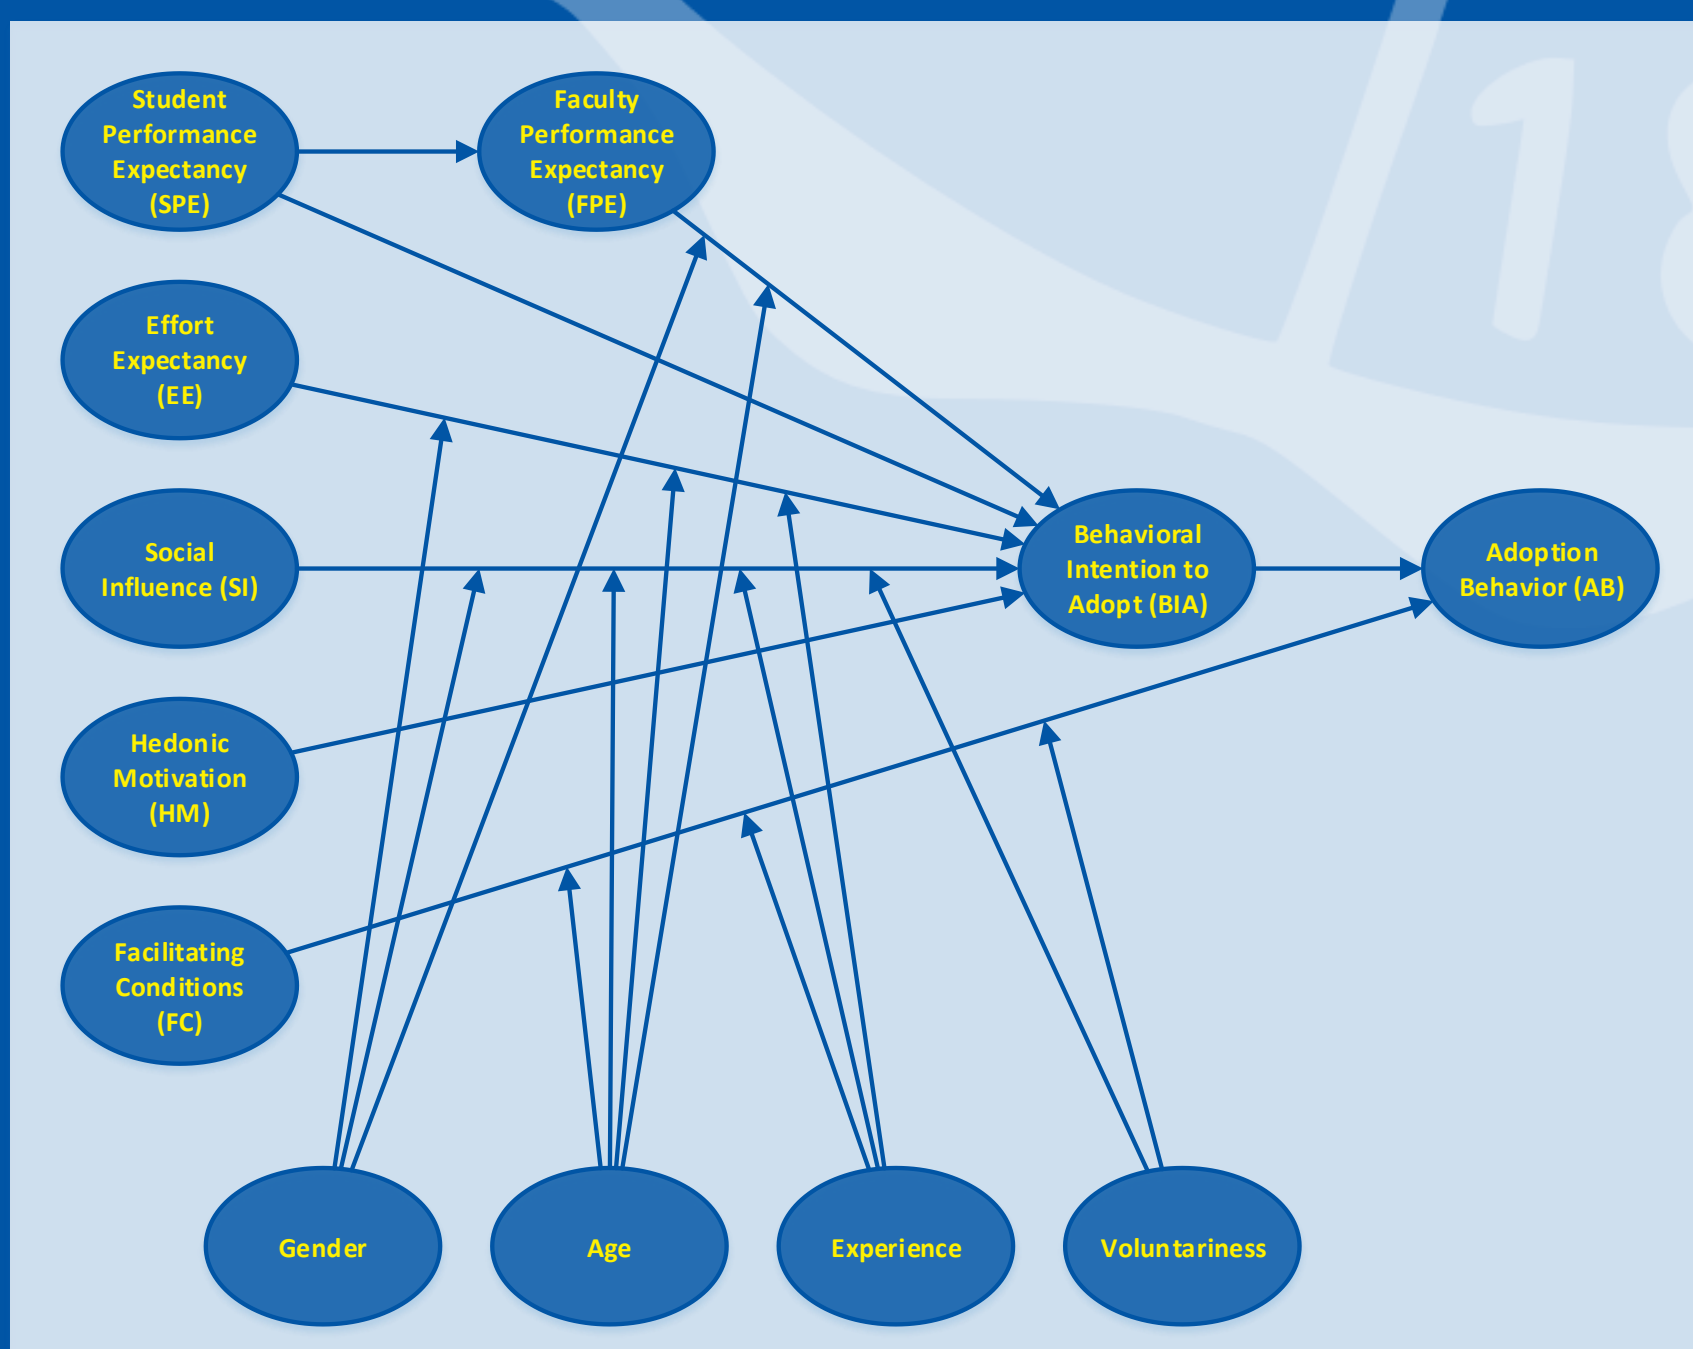 Student
Performance
Expectancy
(SPE)
Faculty
Performance
Expectancy
(FPE)
Effort
Expectancy
(EE)
Social
Influence (SI)
Behavioral
Intention to
Adopt (BIA)
Adoption
Behavior (AB)
Hedonic
Motivation
(HM)
Facilitating
Conditions
(FC)
Gender
Age
Experience
Voluntariness
18